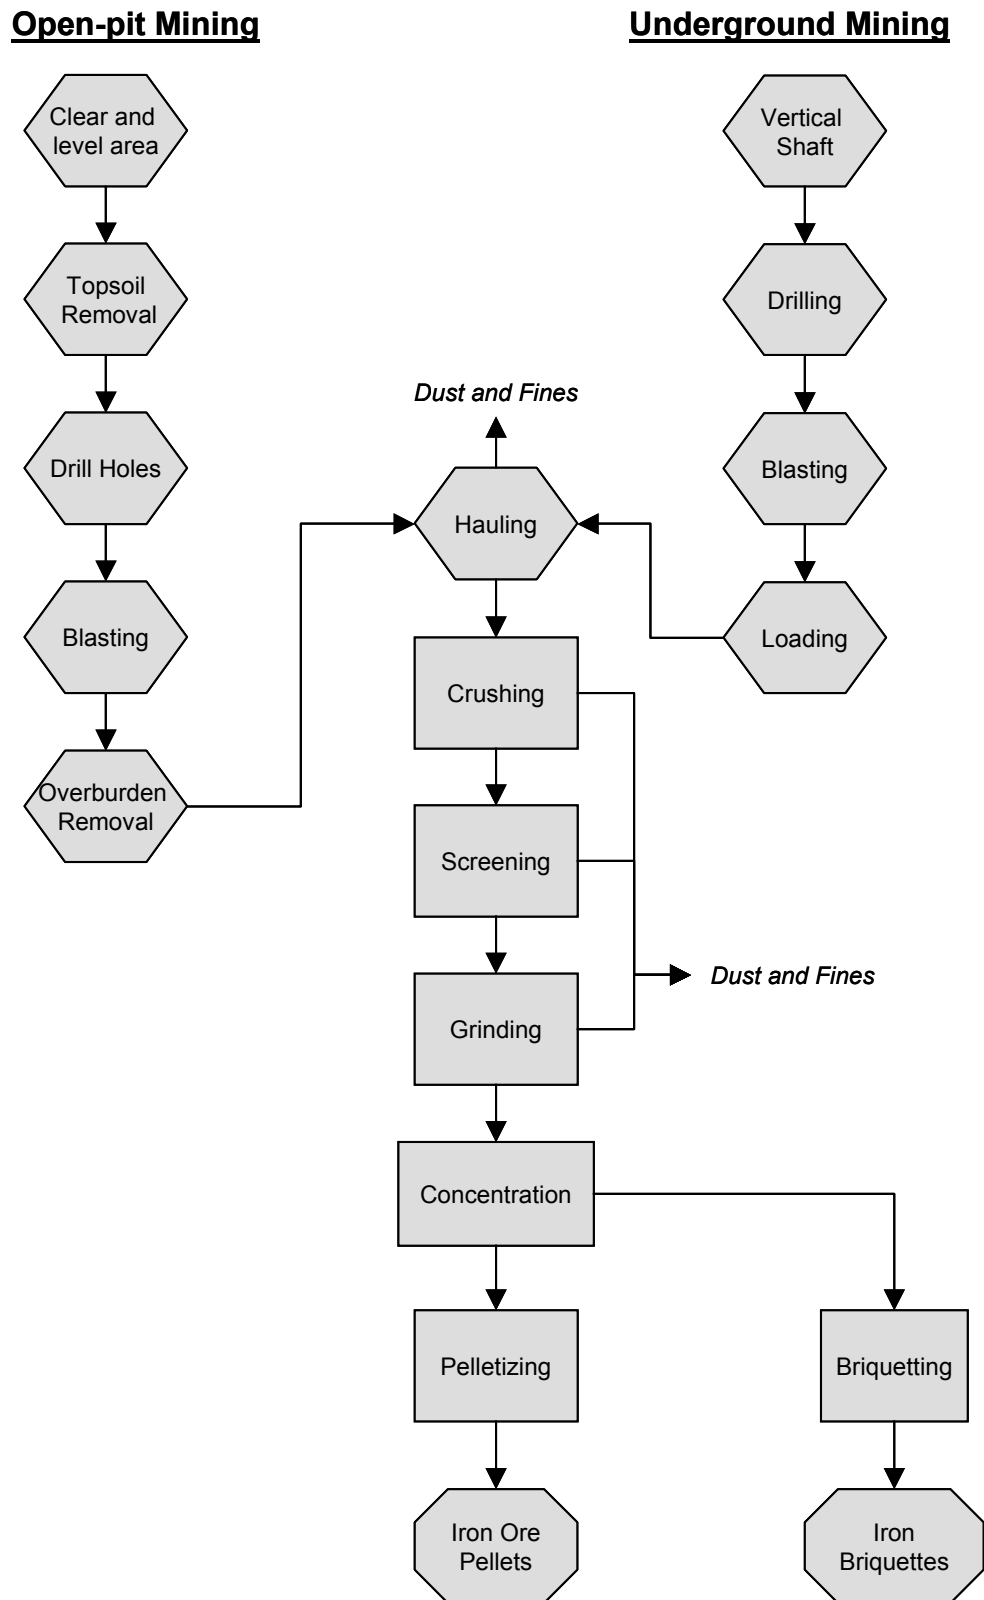 Open-pit Mining
Underground Mining
Clear and
level area
Vertical
Shaft
Topsoil
Removal
Drilling
Dust and Fines
Drill Holes
Blasting
Hauling
Blasting
Loading
Crushing
Overburden
Removal
Screening
Dust and Fines
Grinding
Concentration
Pelletizing
Briquetting
Iron Ore
Pellets
Iron
Briquettes